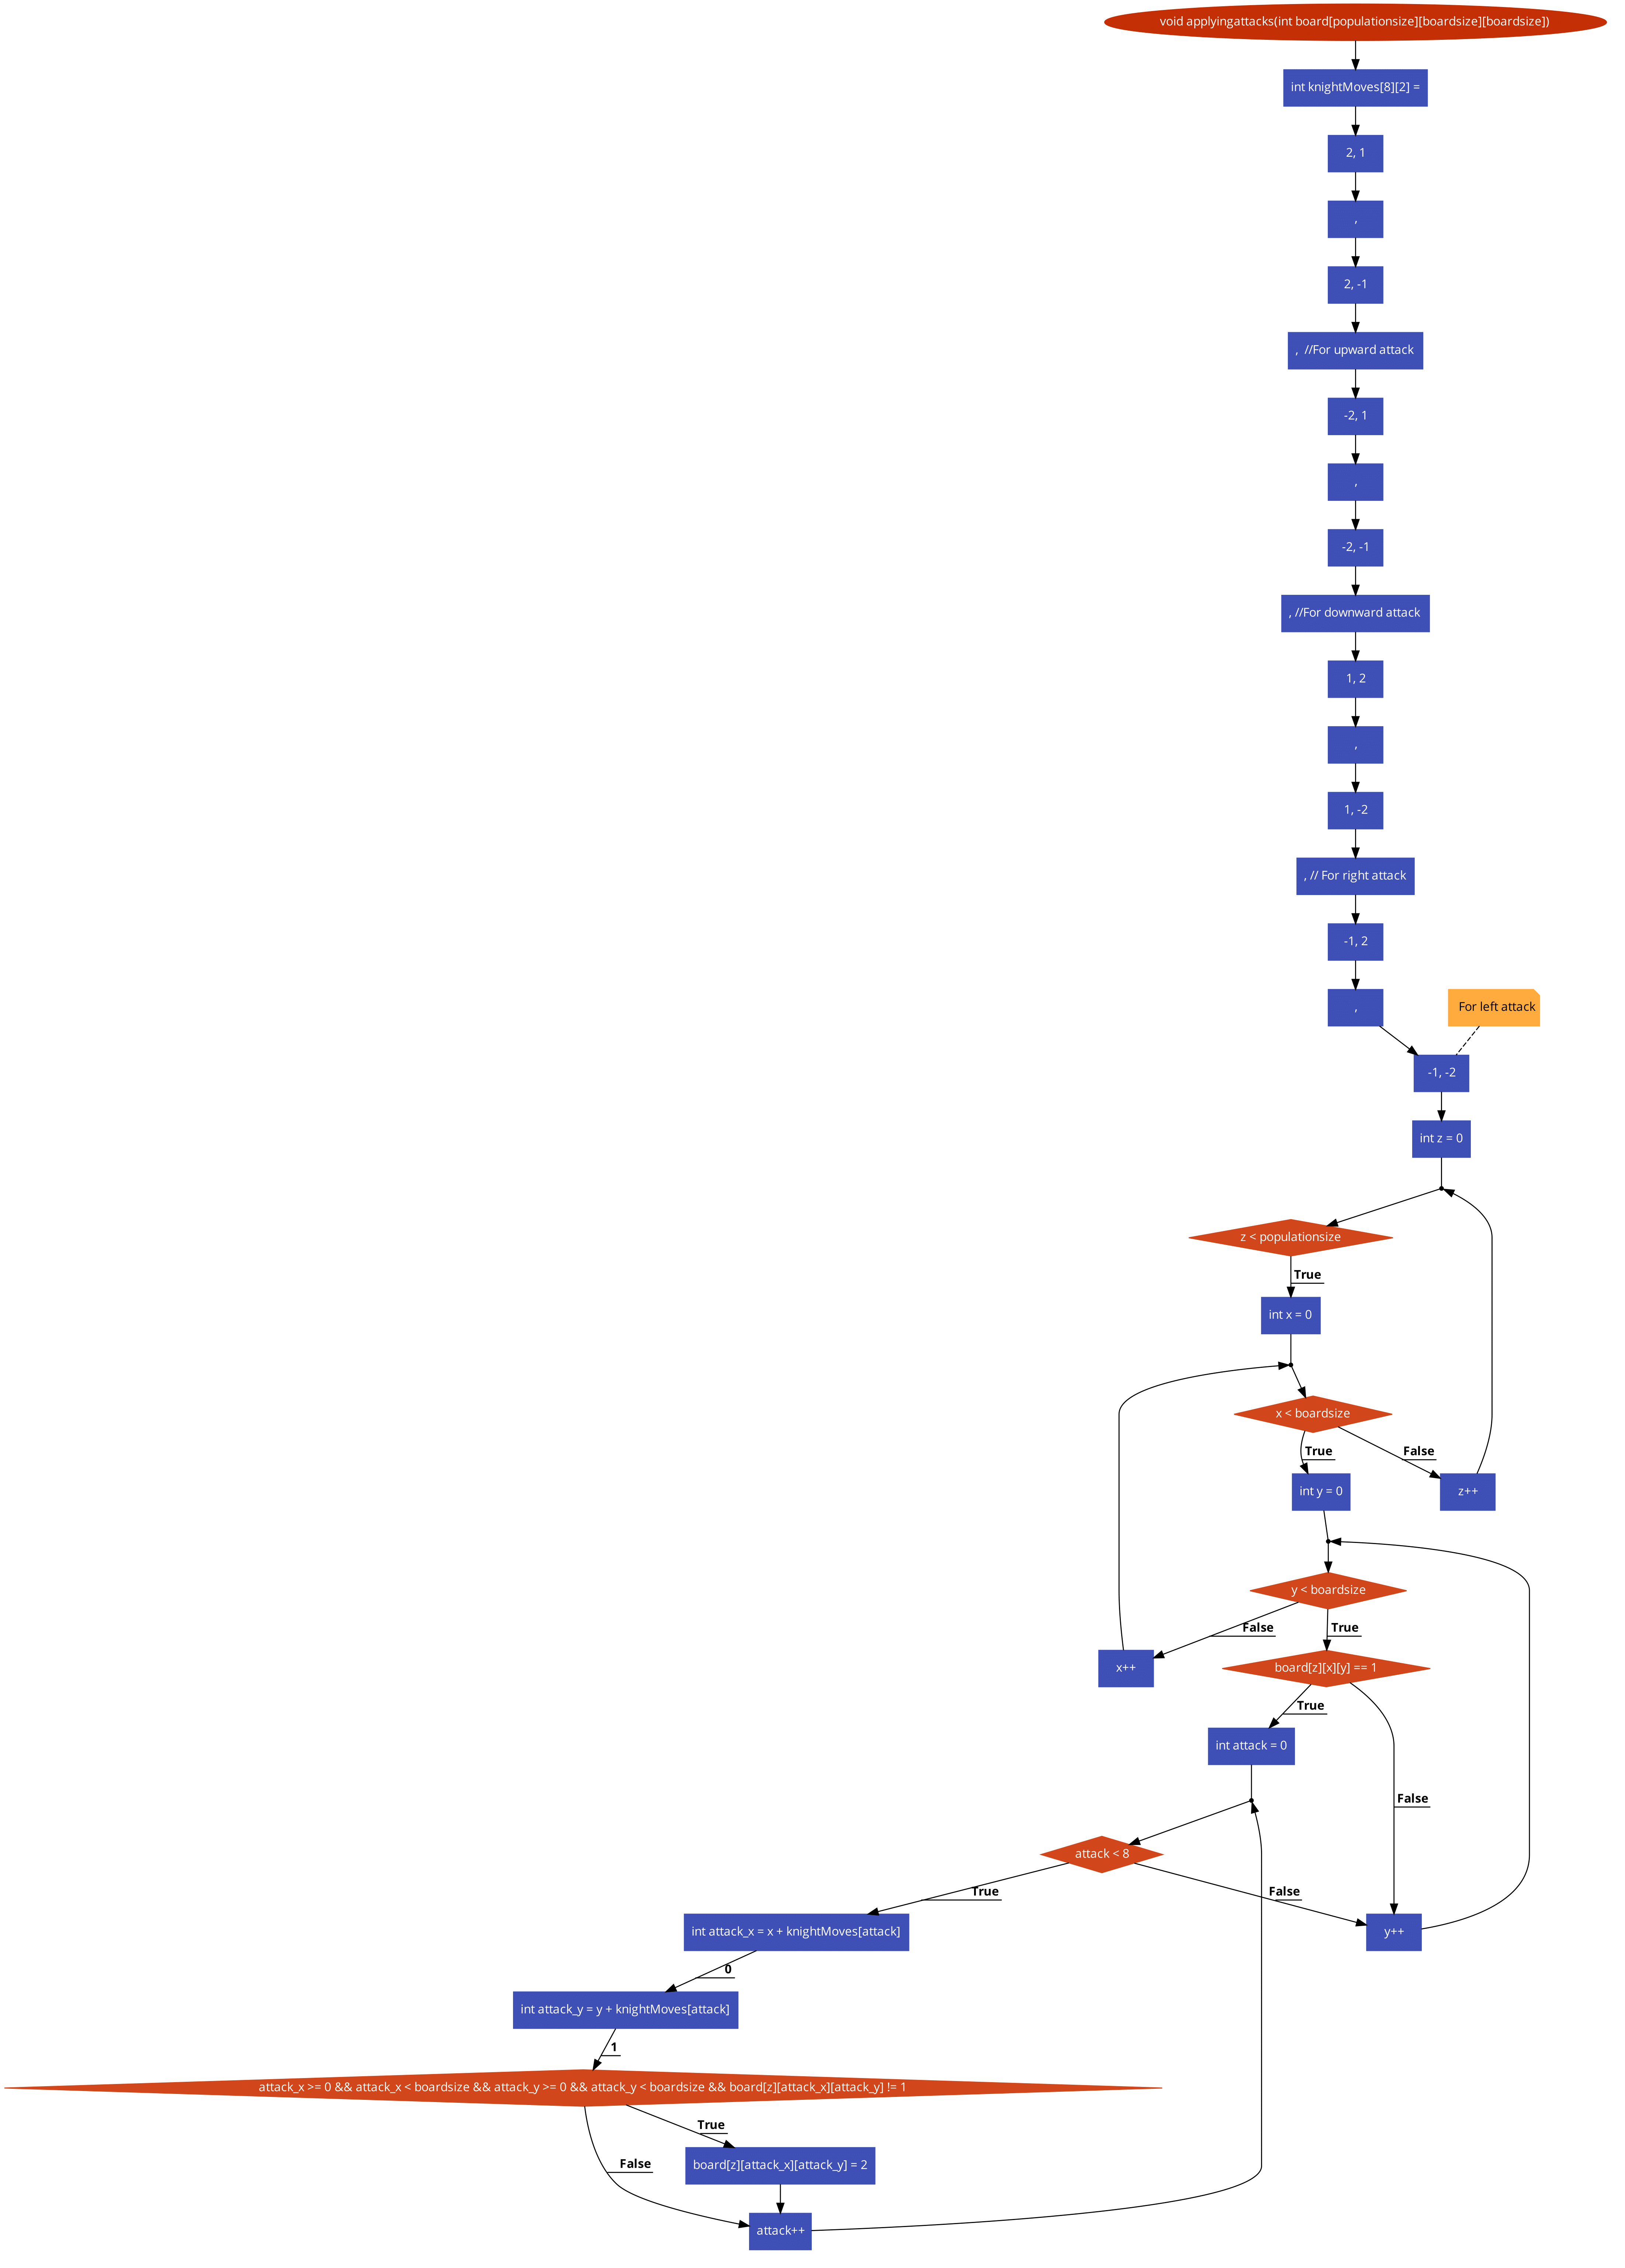 void applyingattacks(int board[populationsize][boardsize][boardsize])
int knightMoves[8][2] =
2, 1
,
2, -1
, //For upward attack
-2, 1
,
-2, -1
, //For downward attack
1, 2
,
1, -2
, // For right attack
-1, 2
,
For left attack
-1, -2
int z = 0
z < populationsize
True
int x = 0
x < boardsize
True
False
int y = 0
z++
y < boardsize
False
True
x++
board[z][x][y] == 1
True
int attack = 0
False
attack < 8
True
False
int attack_x = x + knightMoves[attack]
y++
0
int attack_y = y + knightMoves[attack]
1
attack_x >= 0 && attack_x < boardsize && attack_y >= 0 && attack_y < boardsize && board[z][attack_x][attack_y] != 1
True
False
board[z][attack_x][attack_y] = 2
attack++